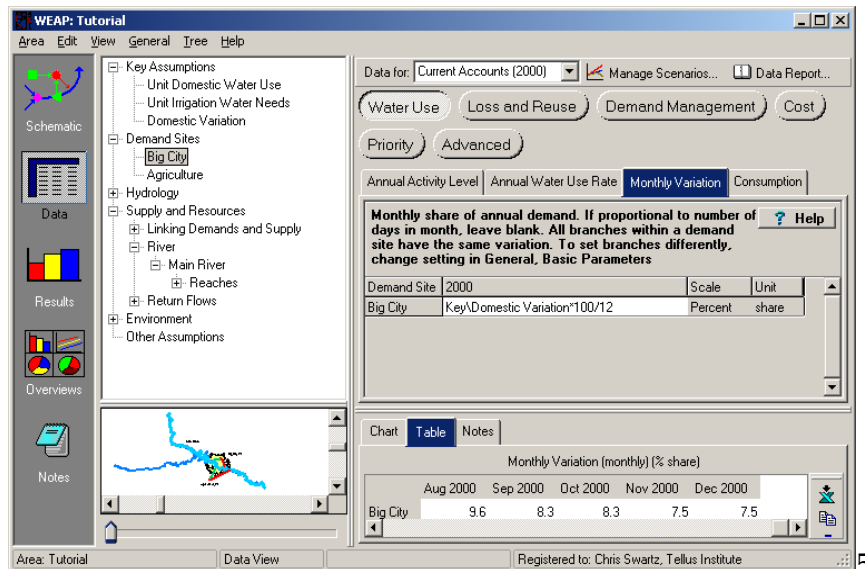 WEAP: Tutorial
Area Edit View General Tree Help
Schematic
Data
Results
Overviews
Notes
Key Assumptions
Unit Domestic Water Use
Unit Irrigation Water Needs
Domestic Variation
Demand Sites
Big City
Agriculture
Hydrology
Supply and Resources
Linking Demands and Supply
River
Main River
Reaches
Return Flows
Environment
Other Assumptions
Data for: Current Accounts (2000) Manage Scenarios... Data Report...
Water Use Loss and Reuse Demand Management Cost
Priority Advanced
Annual Activity Level Annual Water Use Rate Monthly Variation Consumption
Monthly share of annual demand. If proportional to number of
days in month, leave blank. All branches within a demand
site have the same variation. To set branches differently,
change setting in General, Basic Parameters
? Help
Demand Site 2000 Scale Unit
Big City Key\Domestic Variation*100/12 Percent share
Chart Table Notes
Monthly Variation (monthly) (% share)
Aug 2000 Sep 2000 Oct 2000 Nov 2000 Dec 2000
Big City 9.6 8.3 8.3 7.5 7.5
Area: Tutorial Data View Registered to: Chris Swartz, Tellus Institute